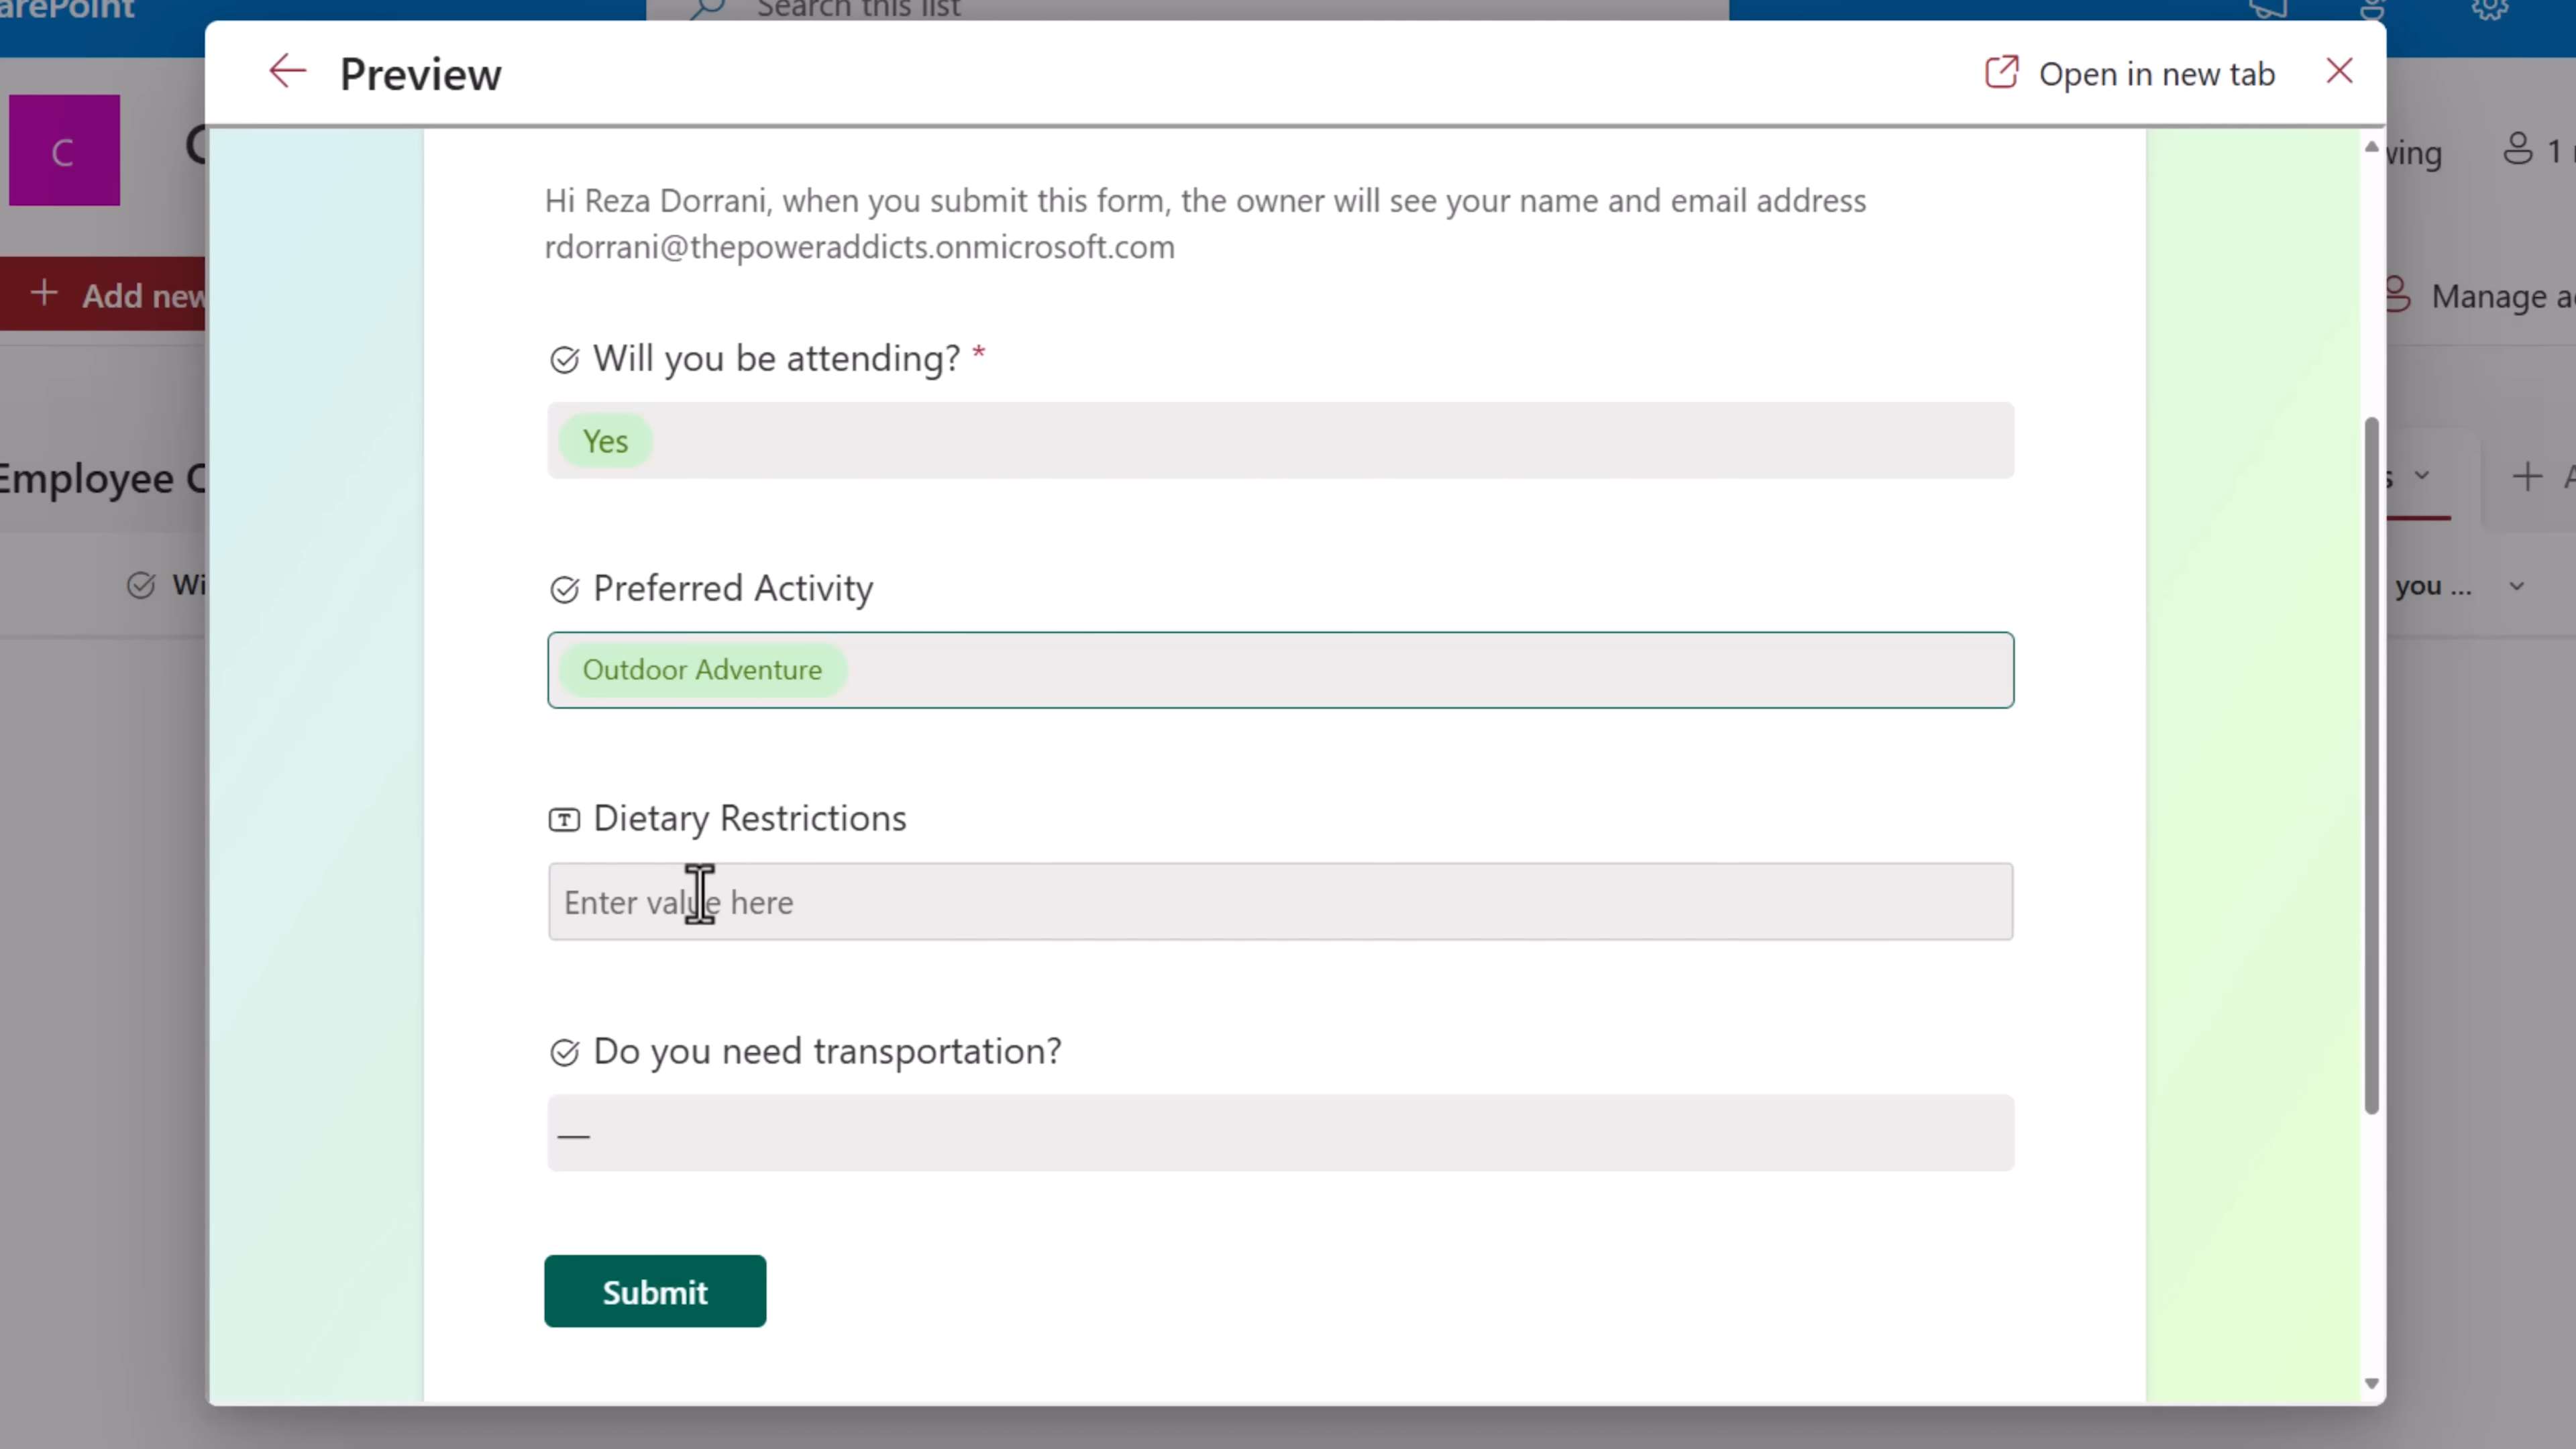 arePoint
Search this list
Preview
Open in new tab
C
wing
1
Hi Reza Dorrani, when you submit this form, the owner will see your name and email address
rdorrani@thepoweraddicts.onmicrosoft.com
+ Add new
Manage a
Will you be attending? *
Yes
Employee C
Preferred Activity
Wi
you ...
Outdoor Adventure
Dietary Restrictions
Enter value here
Do you need transportation?
—
Submit